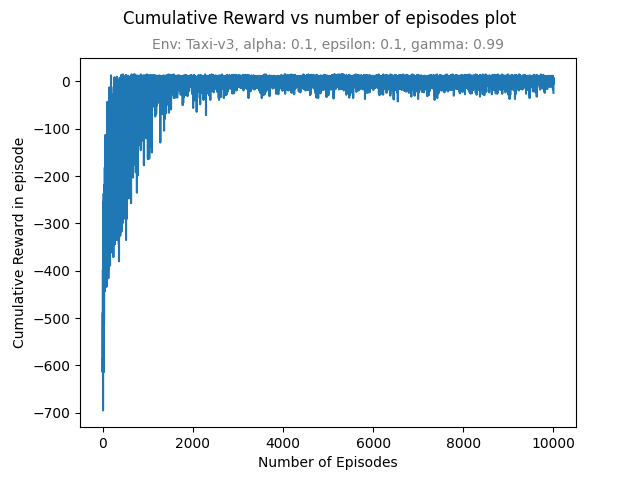 Cumulative Reward vs number of episodes plot
Env: Taxi-v3, alpha: 0.1, epsilon: 0.1, gamma: 0.99
Cumulative Reward in episode
0
−100
−200
−300
−400
−500
−600
−700
0 2000 4000 6000 8000 10000
Number of Episodes